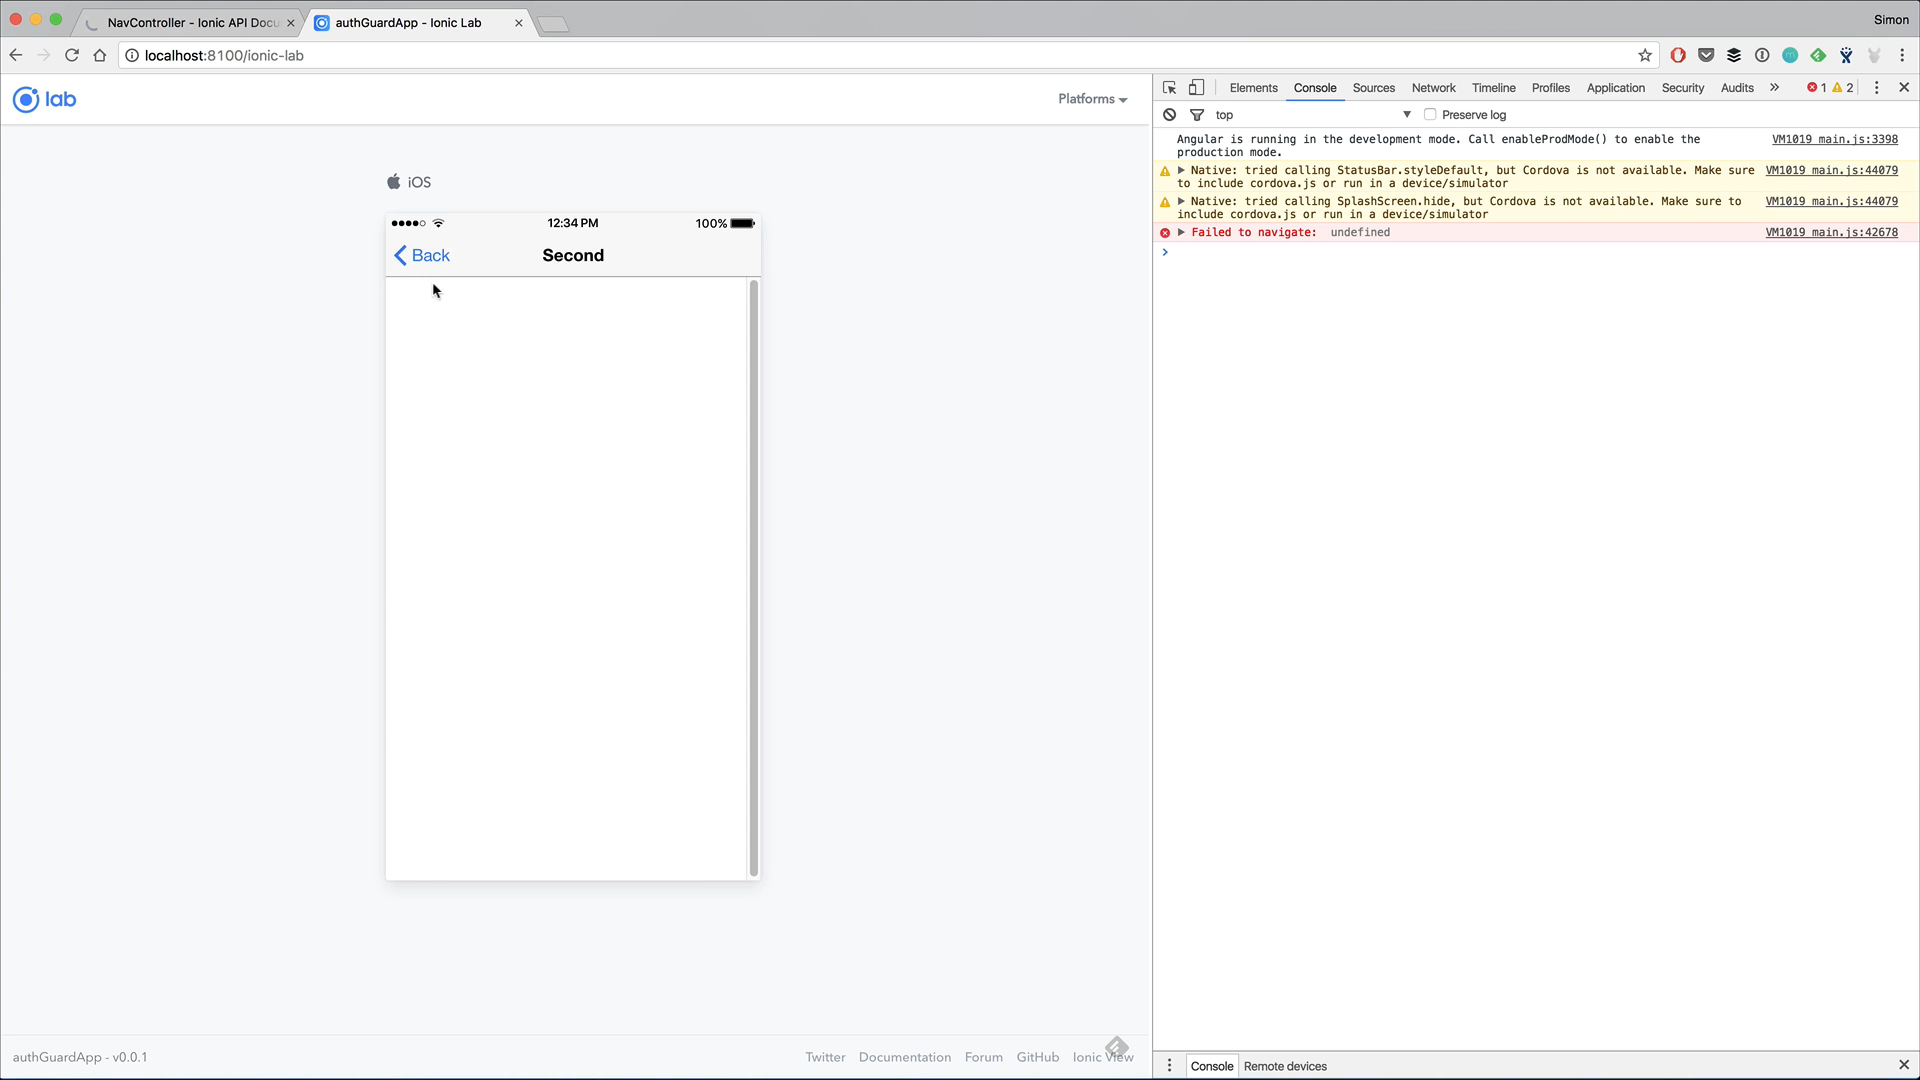 NavController - Ionic API Docu
authGuardApp - Ionic Lab
Simon
localhost:8100/ionic-lab
lab
Platforms
iOS
12:34 PM
100%
Back
Second
Elements
Console
Sources
Network
Timeline
Profiles
Application
Security
Audits
1
2
top
Preserve log
Angular is running in the development mode. Call enableProdMode() to enable the
production mode.
VM1019 main.js:3398
Native: tried calling StatusBar.styleDefault, but Cordova is not available. Make sure
to include cordova.js or run in a device/simulator
VM1019 main.js:44079
Native: tried calling SplashScreen.hide, but Cordova is not available. Make sure to
include cordova.js or run in a device/simulator
VM1019 main.js:44079
Failed to navigate: undefined
VM1019 main.js:42678
authGuardApp - v0.0.1
Twitter
Documentation
Forum
GitHub
Ionic View
Console
Remote devices